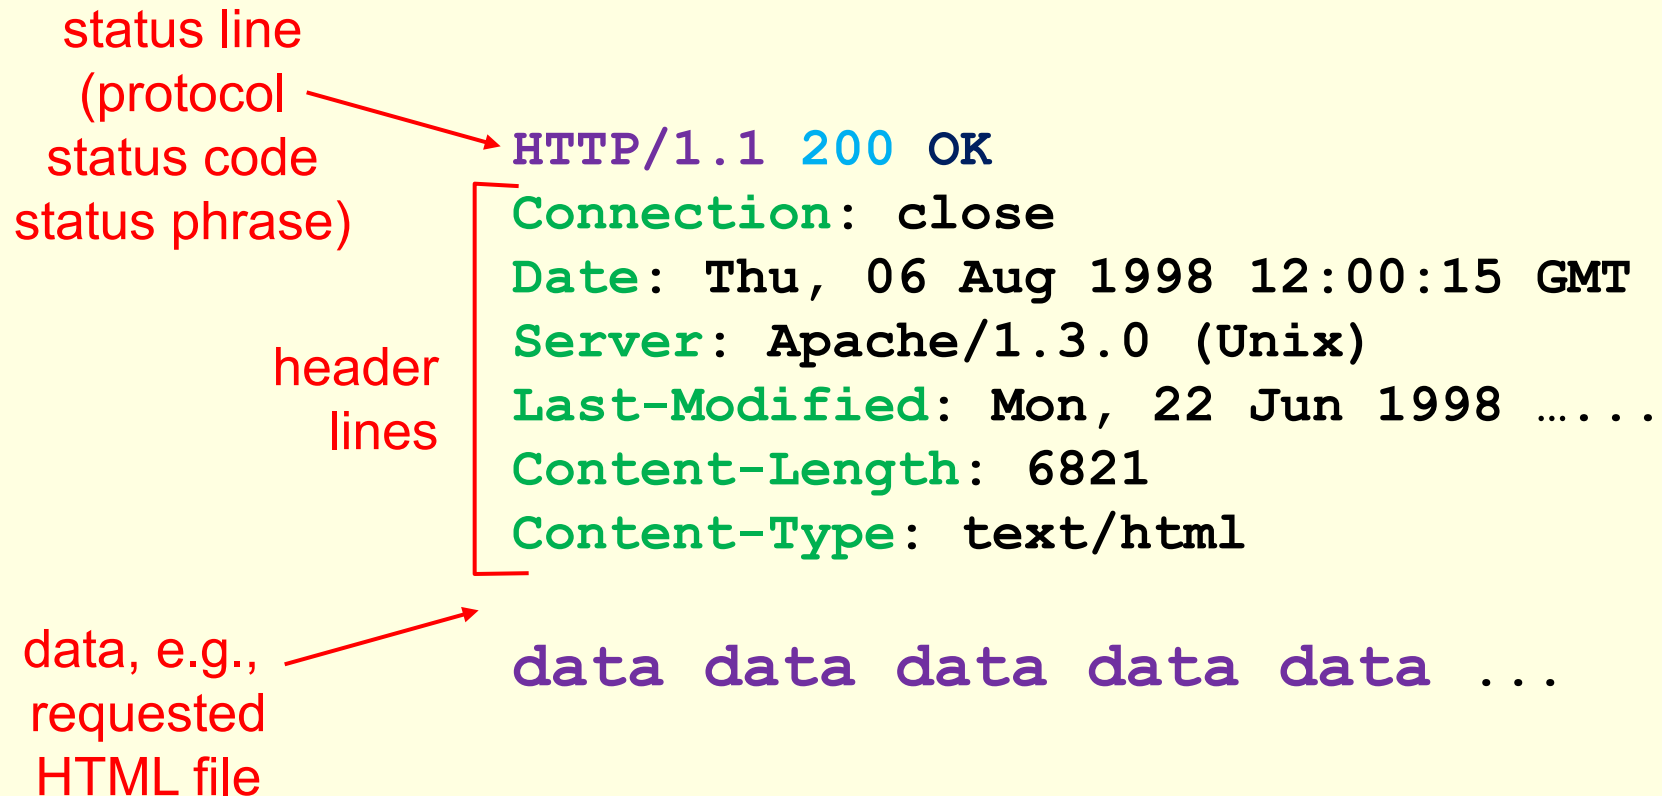 status line
(protocol
status code
status phrase)
HTTP/1.1 200 OK
Connection: close
Date: Thu, 06 Aug 1998 12:00:15 GMT
Server: Apache/1.3.0 (Unix)
Last-Modified: Mon, 22 Jun 1998 …...
Content-Length: 6821
Content-Type: text/html
header
lines
data, e.g.,
requested
HTML file
data data data data data ...